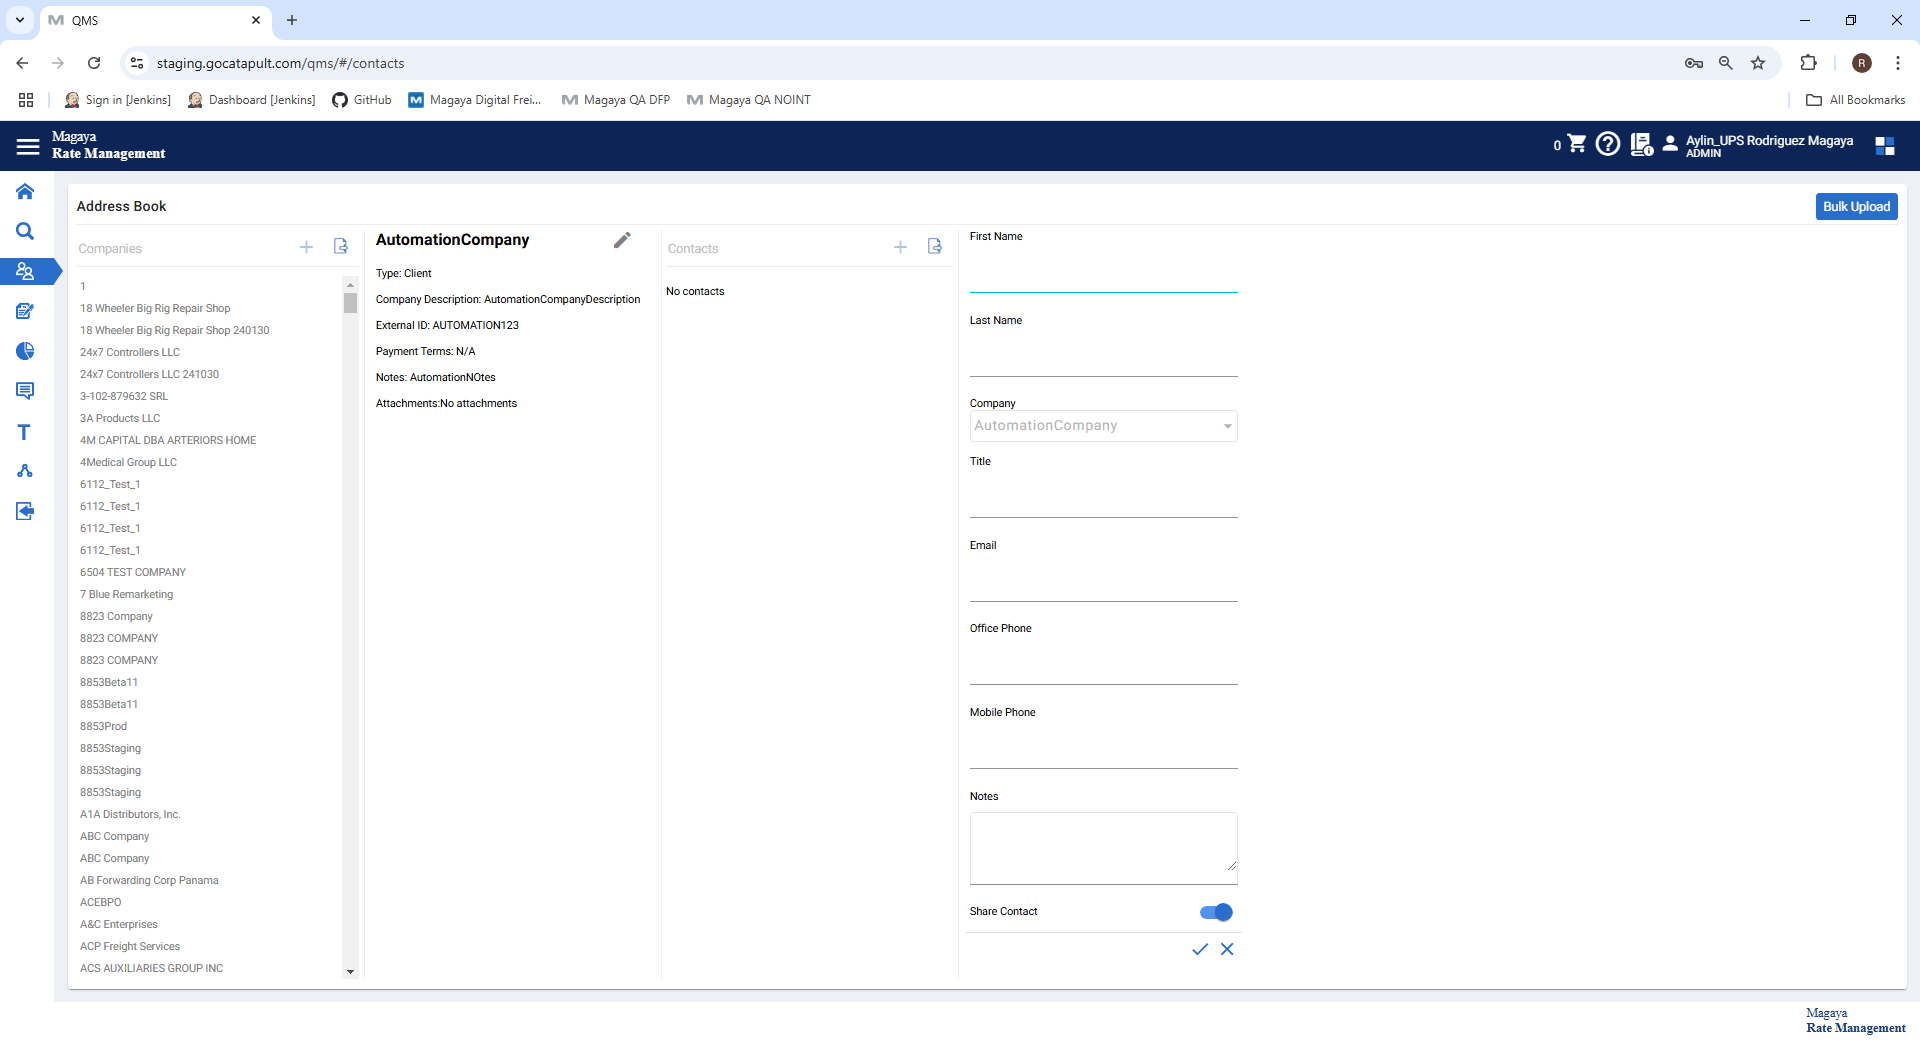 QMS
staging.gocatapult.com/qms/#/contacts
R
Sign in [Jenkins]
Dashboard [Jenkins]
GitHub
Magaya Digital Frei...
Magaya QA DFP
Magaya QA NOINT
All Bookmarks
Magaya
Rate Management
0
Aylin_UPS Rodriguez Magaya
ADMIN
Address Book
Bulk Upload
Companies
1
18 Wheeler Big Rig Repair Shop
18 Wheeler Big Rig Repair Shop 240130
24x7 Controllers LLC
24x7 Controllers LLC 241030
3-102-879632 SRL
3A Products LLC
4M CAPITAL DBA ARTERIORS HOME
4Medical Group LLC
6112_Test_1
6112_Test_1
6112_Test_1
6112_Test_1
6504 TEST COMPANY
7 Blue Remarketing
8823 Company
8823 COMPANY
8823 COMPANY
8853Beta11
8853Beta11
8853Prod
8853Staging
8853Staging
8853Staging
A1A Distributors, Inc.
ABC Company
ABC Company
AB Forwarding Corp Panama
ACEBPO
A&C Enterprises
ACP Freight Services
ACS AUXILIARIES GROUP INC
AutomationCompany
Type: Client
Company Description: AutomationCompanyDescription
External ID: AUTOMATION123
Payment Terms: N/A
Notes: AutomationNOtes
Attachments:No attachments
Contacts
No contacts
First Name
Last Name
Company
AutomationCompany
Title
Email
Office Phone
Mobile Phone
Notes
Share Contact
Magaya
Rate Management